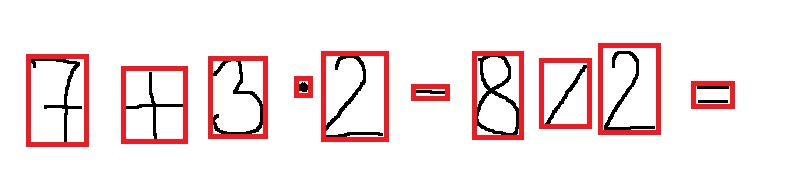 7 + 3 · 2 - 8 / 2 =